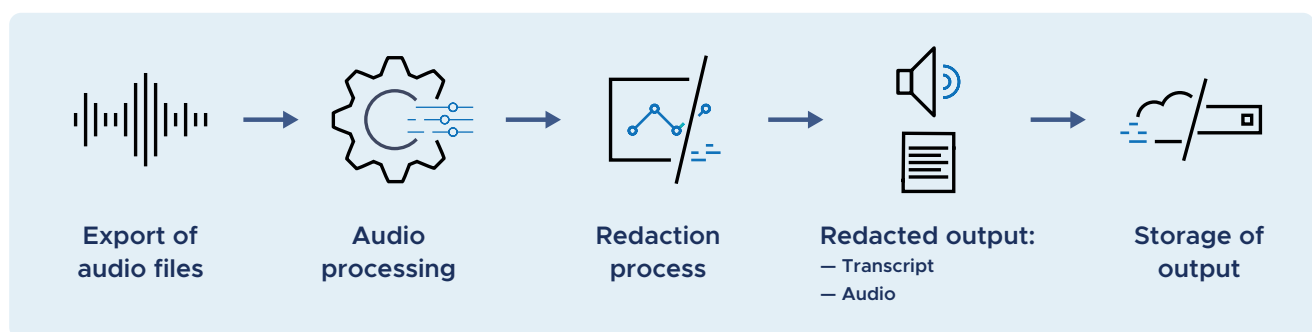 Export of
audio files
Audio
processing
Redaction
process
Redacted output:
— Transcript
— Audio
Storage of
output